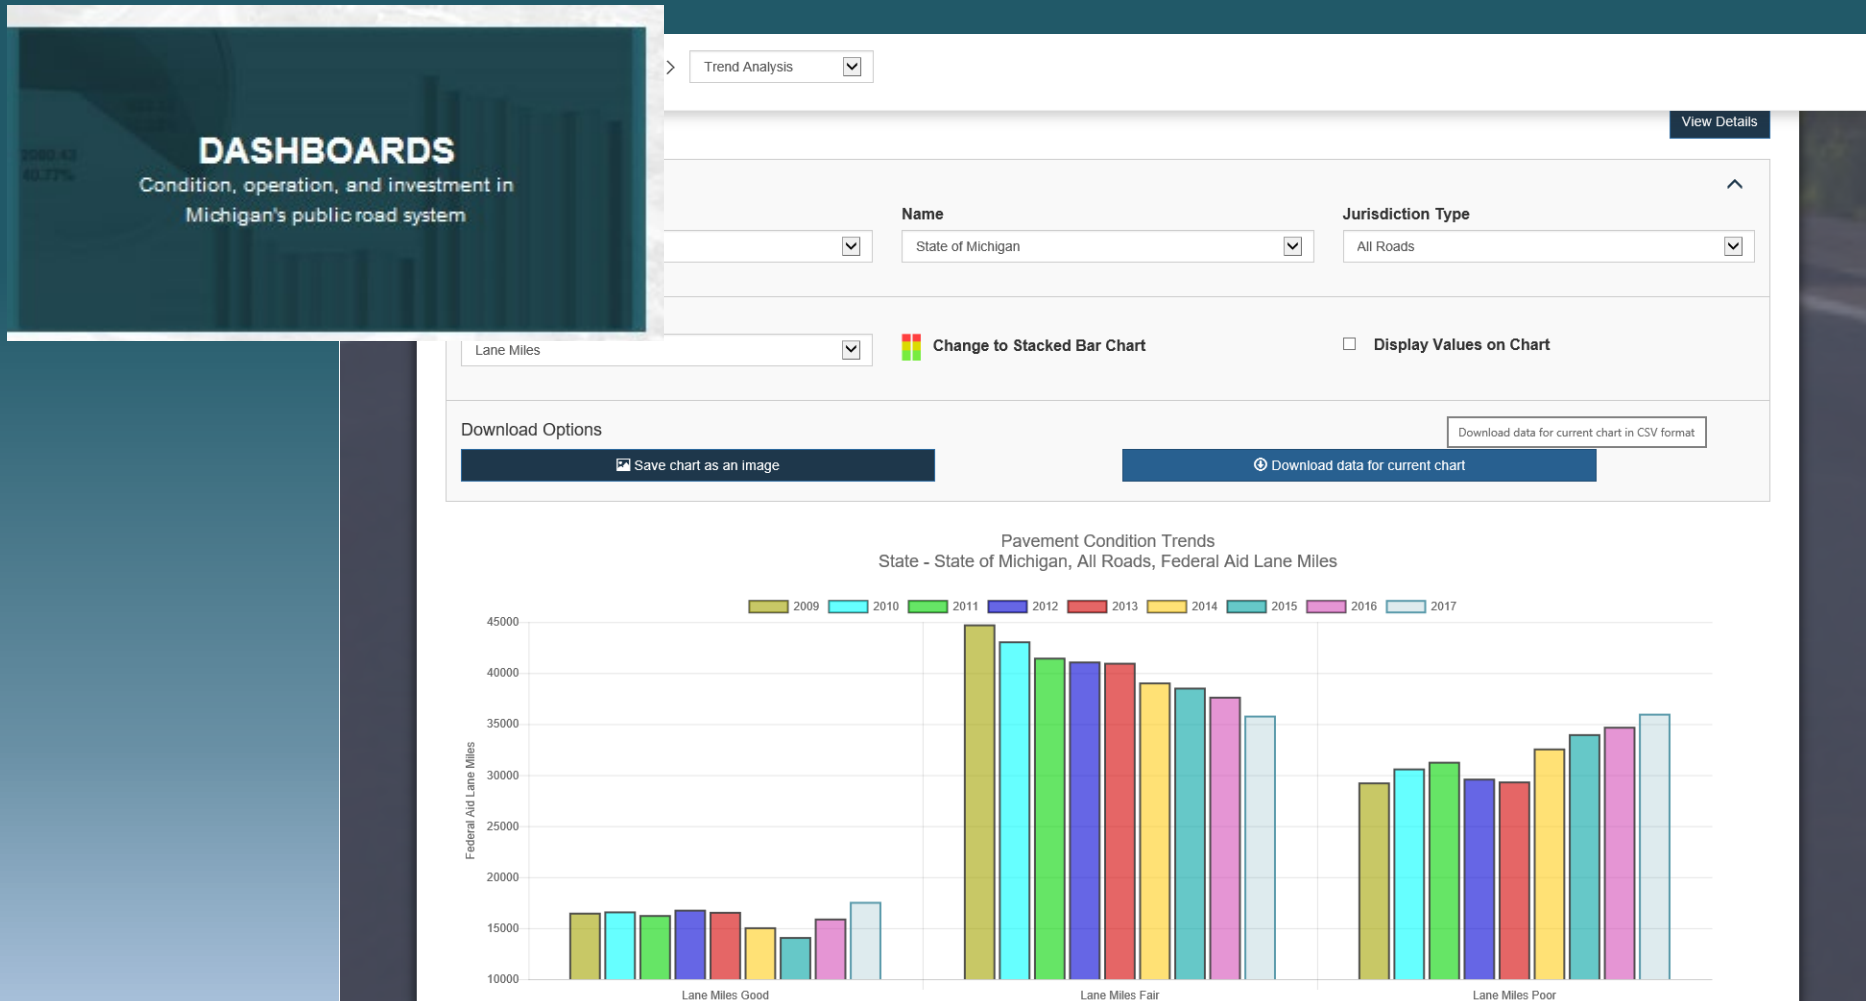 DASHBOARDS
Condition, operation, and investment in
Michigan's public road system
2080.43
40.77%
Trend Analysis
View Details
Name
Jurisdiction Type
State of Michigan
All Roads
Lane Miles
Change to Stacked Bar Chart
Display Values on Chart
Download Options
Download data for current chart in CSV format
Save chart as an image
Download data for current chart
Pavement Condition Trends
State - State of Michigan, All Roads, Federal Aid Lane Miles
2009 2010 2011 2012 2013 2014 2015 2016 2017
45000
40000
35000
30000
25000
20000
15000
10000
Federal Aid Lane Miles
Lane Miles Good
Lane Miles Fair
Lane Miles Poor